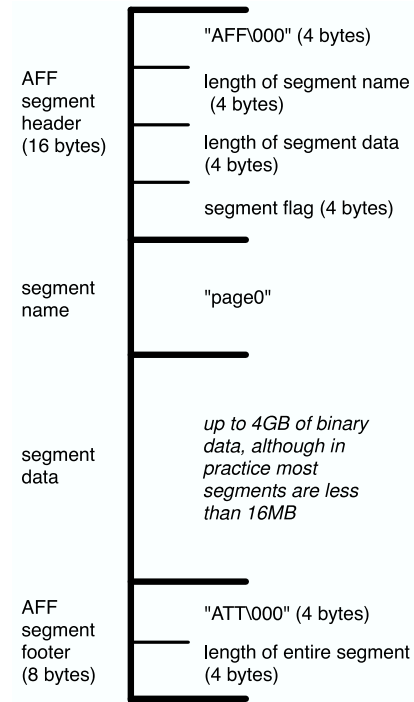 AFF
segment
header
(16 bytes)
"AFF\000" (4 bytes)
length of segment name
(4 bytes)
length of segment data
(4 bytes)
segment flag (4 bytes)
segment
name
"page0"
segment
data
up to 4GB of binary
data, although in
practice most
segments are less
than 16MB
AFF
segment
footer
(8 bytes)
"ATT\000" (4 bytes)
length of entire segment
(4 bytes)